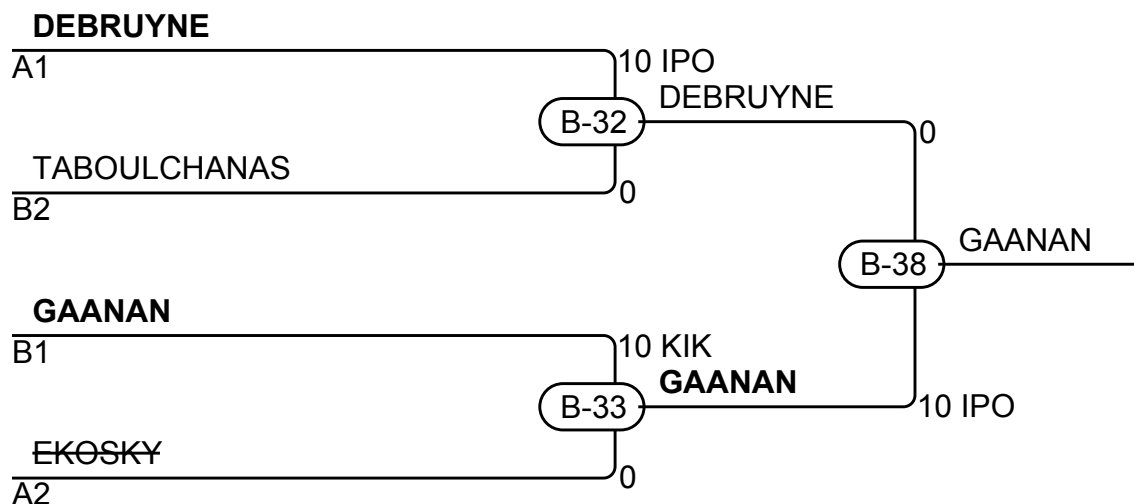 DEBRUYNE
A1
10 IPO
DEBRUYNE
B-32
0
TABOULCHANAS
0
B2
GAANAN
B-38
GAANAN
B1
10 KIK
GAANAN
B-33
10 IPO
EKOSKY
0
A2